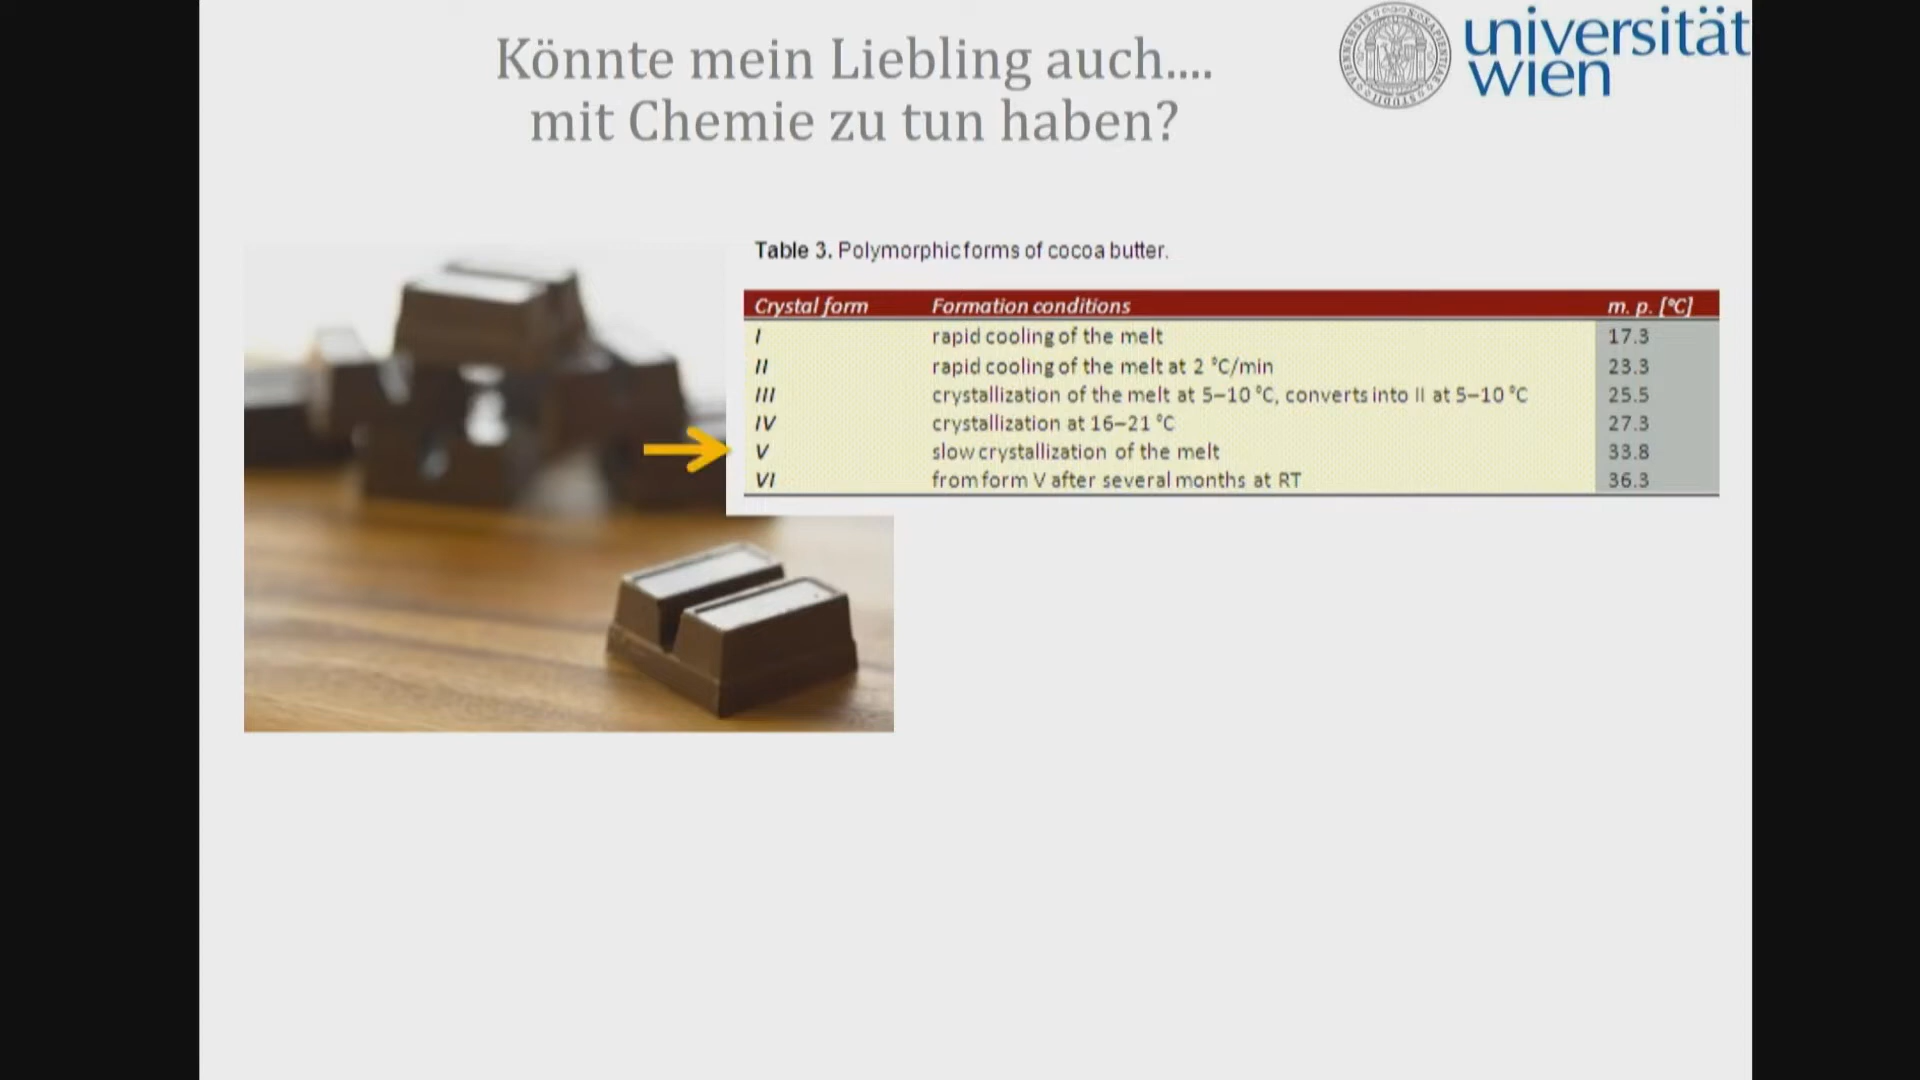 Könnte mein Liebling auch....
mit Chemie zu tun haben?
universität
wien
Table 3. Polymorphic forms of cocoa butter.
Crystal form Formation conditions m. p. [°C]
I rapid cooling of the melt 17.3
II rapid cooling of the melt at 2 °C/min 23.3
III crystallization of the melt at 5–10 °C, converts into II at 5–10 °C 25.5
IV crystallization at 16–21 °C 27.3
V slow crystallization of the melt 33.8
VI from form V after several months at RT 36.3